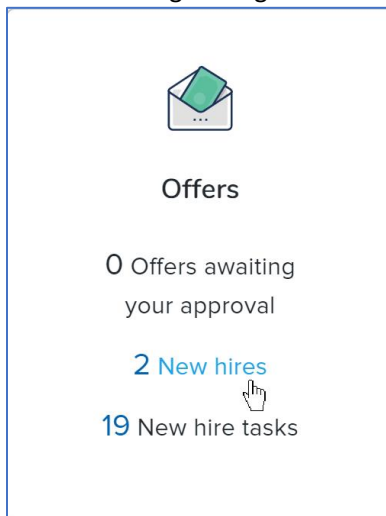 Offers
0 Offers awaiting
your approval
2 New hires
19 New hire tasks